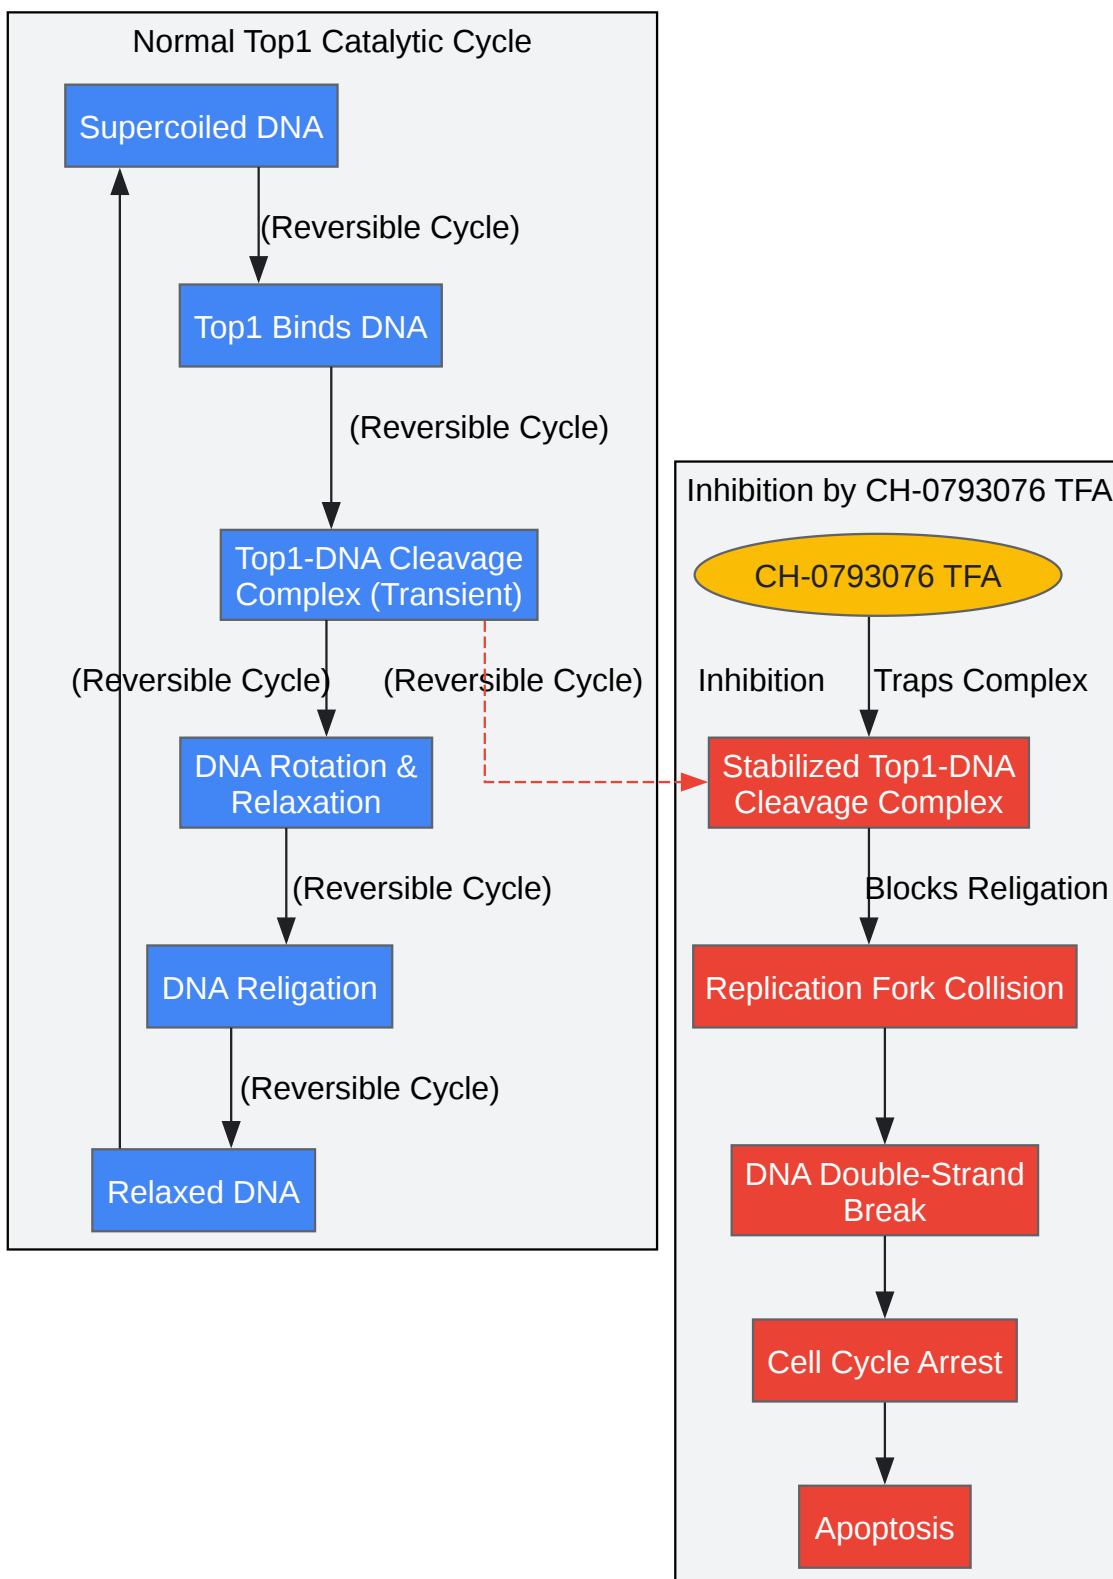 Normal Top1 Catalytic Cycle
Supercoiled DNA
(Reversible Cycle)
Top1 Binds DNA
(Reversible Cycle)
Top1-DNA Cleavage
Complex (Transient)
(Reversible Cycle)
(Reversible Cycle)
DNA Rotation &
Relaxation
(Reversible Cycle)
DNA Religation
(Reversible Cycle)
Relaxed DNA
Inhibition by CH-0793076 TFA
CH-0793076 TFA
Inhibition
Traps Complex
Stabilized Top1-DNA
Cleavage Complex
Blocks Religation
Replication Fork Collision
DNA Double-Strand
Break
Cell Cycle Arrest
Apoptosis